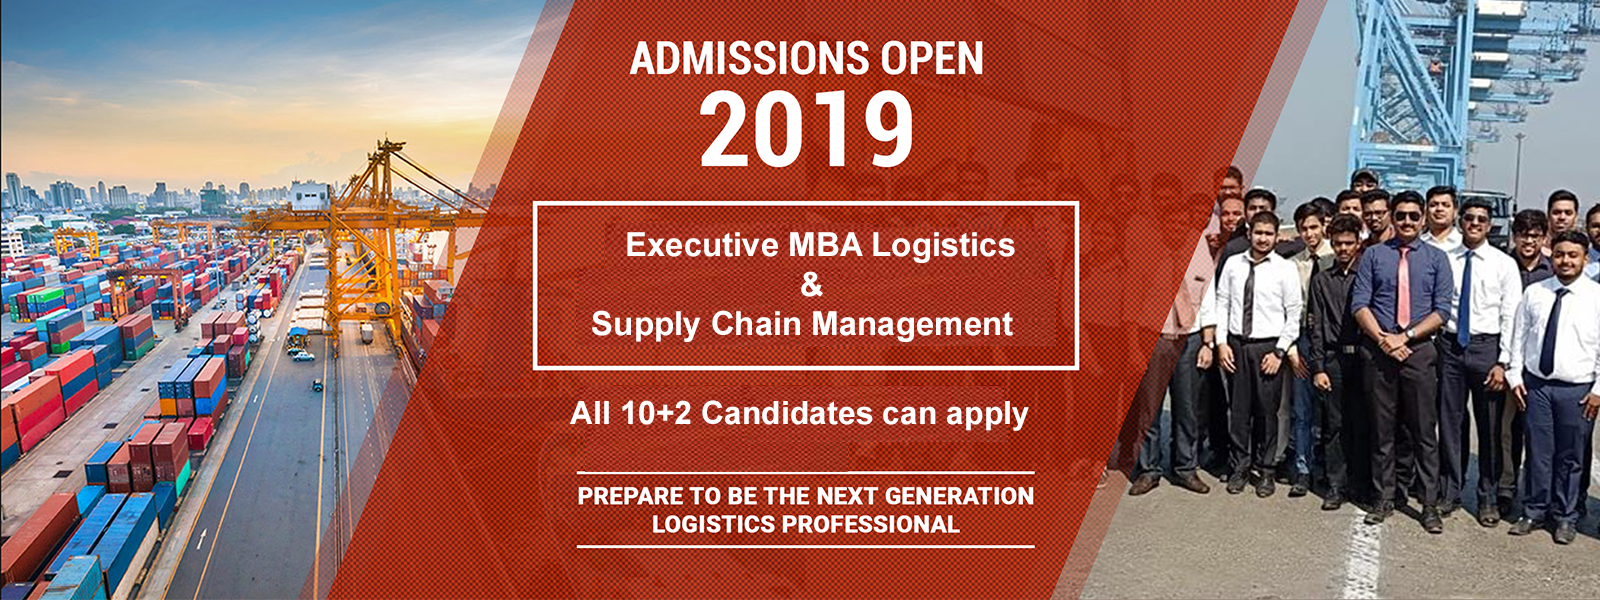 ADMISSIONS OPEN
2019
Executive MBA Logistics
&
Supply Chain Management
All 10+2 Candidates can apply
PREPARE TO BE THE NEXT GENERATION
LOGISTICS PROFESSIONAL